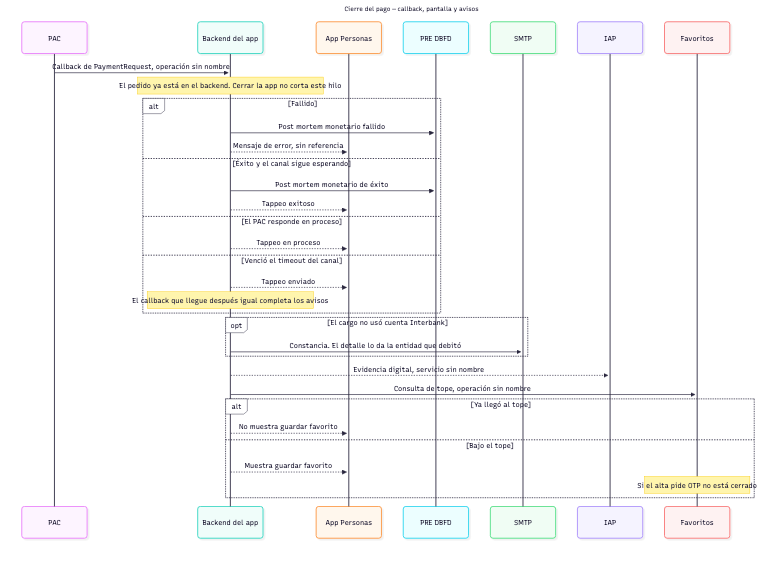 Cierre del pago – callback, pantalla y avisos
PAC
Backend del app
App Personas
PRE DBFD
SMTP
IAP
Favoritos
Callback de PaymentRequest, operación sin nombre
El pedido ya está en el backend. Cerrar la app no corta este hilo
alt
[Fallido]
Post mortem monetario fallido
Mensaje de error, sin referencia
[Éxito y el canal sigue esperando]
Post mortem monetario de éxito
Tappeo exitoso
[El PAC responde en proceso]
Tappeo en proceso
[Venció el timeout del canal]
Tappeo enviado
El callback que llegue después igual completa los avisos
opt
[El cargo no usó cuenta Interbank]
Constancia. El detalle lo da la entidad que debitó
Evidencia digital, servicio sin nombre
Consulta de tope, operación sin nombre
alt
[Ya llegó al tope]
No muestra guardar favorito
[Bajo el tope]
Muestra guardar favorito
Si el alta pide OTP no está cerrado
PAC
Backend del app
App Personas
PRE DBFD
SMTP
IAP
Favoritos